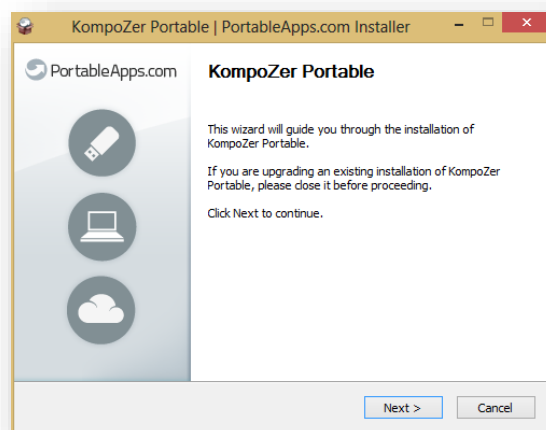 KompoZer Portable | PortableApps.com Installer
PortableApps.com
KompoZer Portable
This wizard will guide you through the installation of
KompoZer Portable.
If you are upgrading an existing installation of KompoZer
Portable, please close it before proceeding.
Click Next to continue.
Next >
Cancel